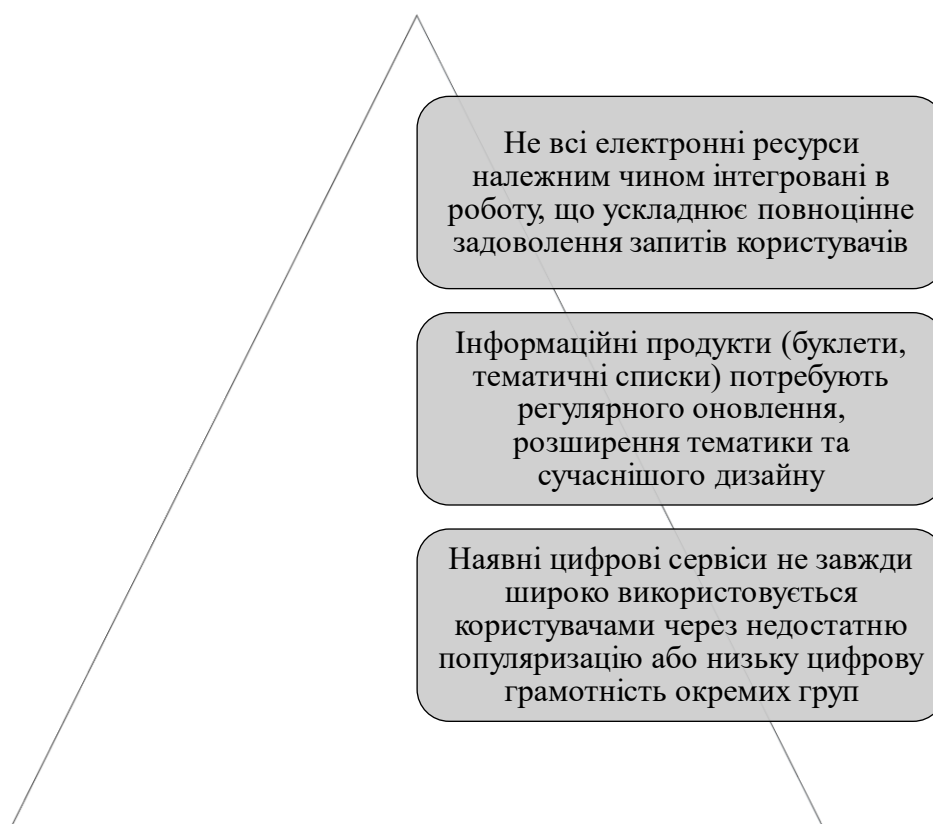 Не всі електронні ресурси
належним чином інтегровані в
роботу, що ускладнює повноцінне
задоволення запитів користувачів
Інформаційні продукти (буклети,
тематичні списки) потребують
регулярного оновлення,
розширення тематики та
сучаснішого дизайну
Наявні цифрові сервіси не завжди
широко використовується
користувачами через недостатню
популяризацію або низьку цифрову
грамотність окремих груп